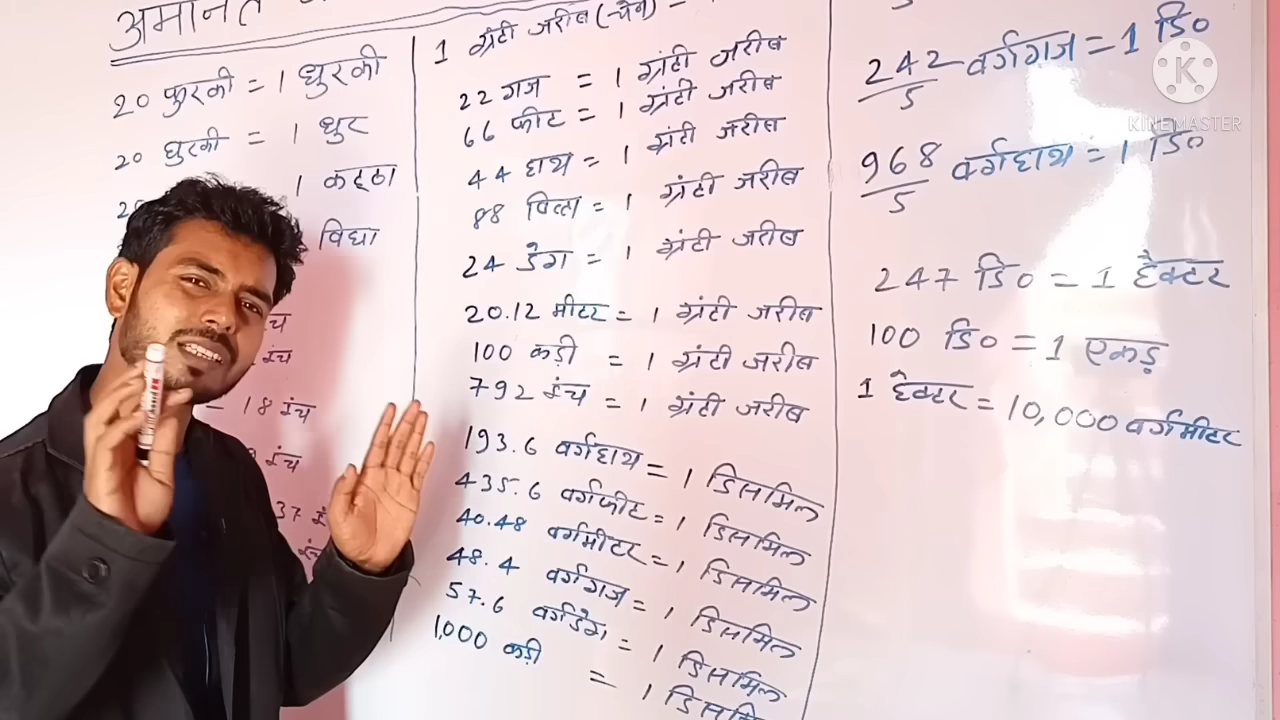 अमानत
20 फुरकी = 1 धुरकी
20 धुरकी = 1 धुर
1 कट्ठा
विघा
= 18 इंच
इंच
37
1 ग्रंटी जरीब (चेन) =
22 गज = 1 ग्रंटी जरीब
66 फीट = 1 ग्रंटी जरीब
44 हाथ = 1 ग्रंटी जरीब
88 वित्ता = 1 ग्रंटी जरीब
24 डेग = 1 ग्रंटी जरीब
20.12 मीटर = 1 ग्रंटी जरीब
100 कड़ी = 1 ग्रंटी जरीब
792 इंच = 1 ग्रंटी जरीब
193.6 वर्गहाथ = 1 डिसमिल
435.6 वर्गफीट = 1 डिसमिल
40.48 वर्गमीटर = 1 डिसमिल
48.4 वर्गगज = 1 डिसमिल
57.6 वर्गडेग = 1 डिसमिल
1,000 कड़ी = 1 डिसमिल
242/5 वर्गगज = 1 डि०
968/5 वर्गहाथ = 1 डि०
247 डि० = 1 हैक्टर
100 डि० = 1 एकड़
1 हेक्टर = 10,000 वर्गमीटर
K
KINEMASTER